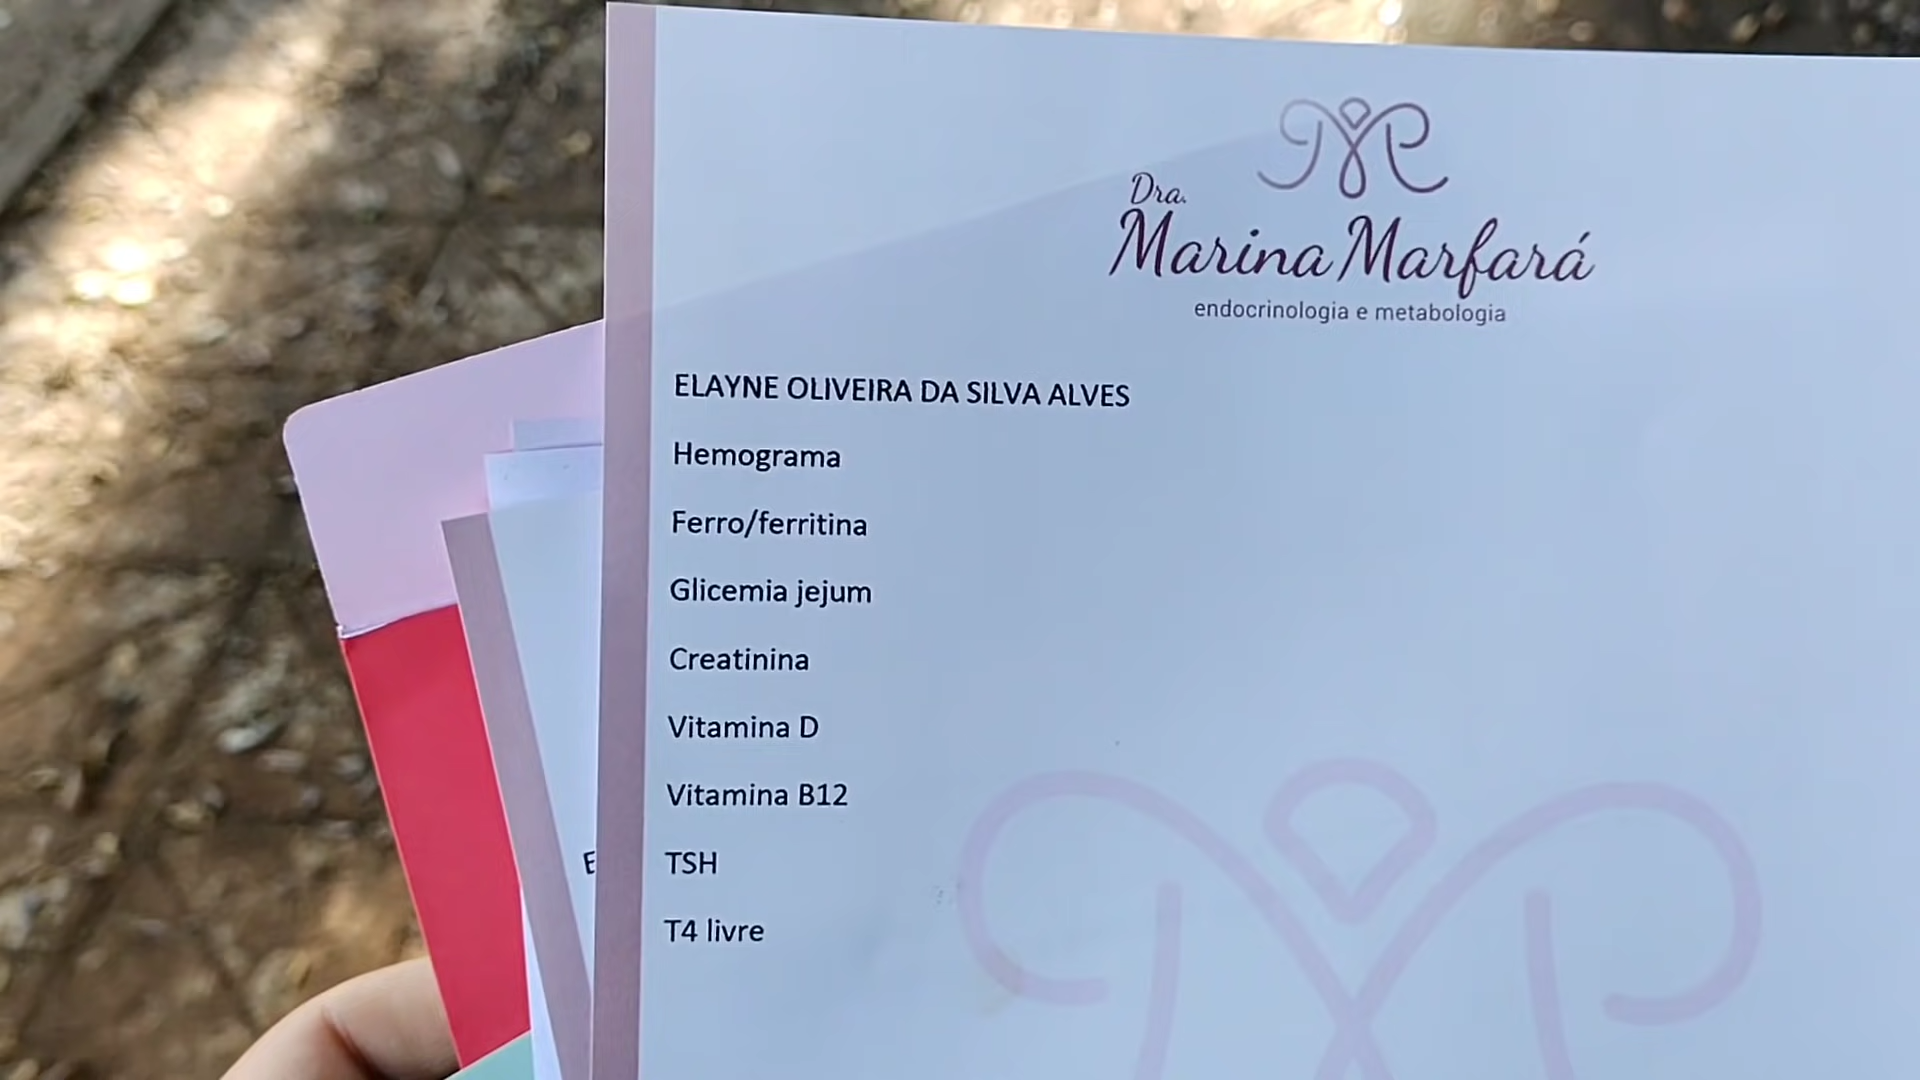 Dra.
Marina Marfará
endocrinologia e metabologia
ELAYNE OLIVEIRA DA SILVA ALVES
Hemograma
Ferro/ferritina
Glicemia jejum
Creatinina
Vitamina D
Vitamina B12
TSH
T4 livre
E